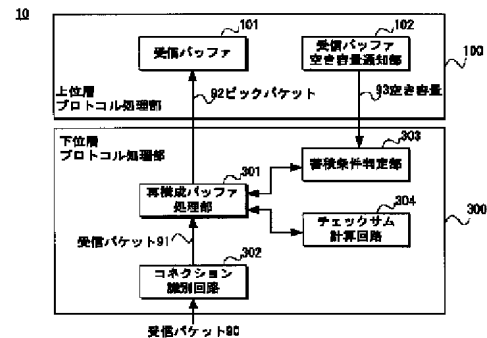 10
101
受信バッファ
102
受信バッファ
空き容量通知部
100
上位層
プロトコル処理部
92ビックパケット
93空き容量
下位層
プロトコル処理部
303
蓄積条件判定部
301
再構成バッファ
処理部
304
チェックサム
計算回路
300
受信パケット91
302
コネクション
識別回路
受信パケット90